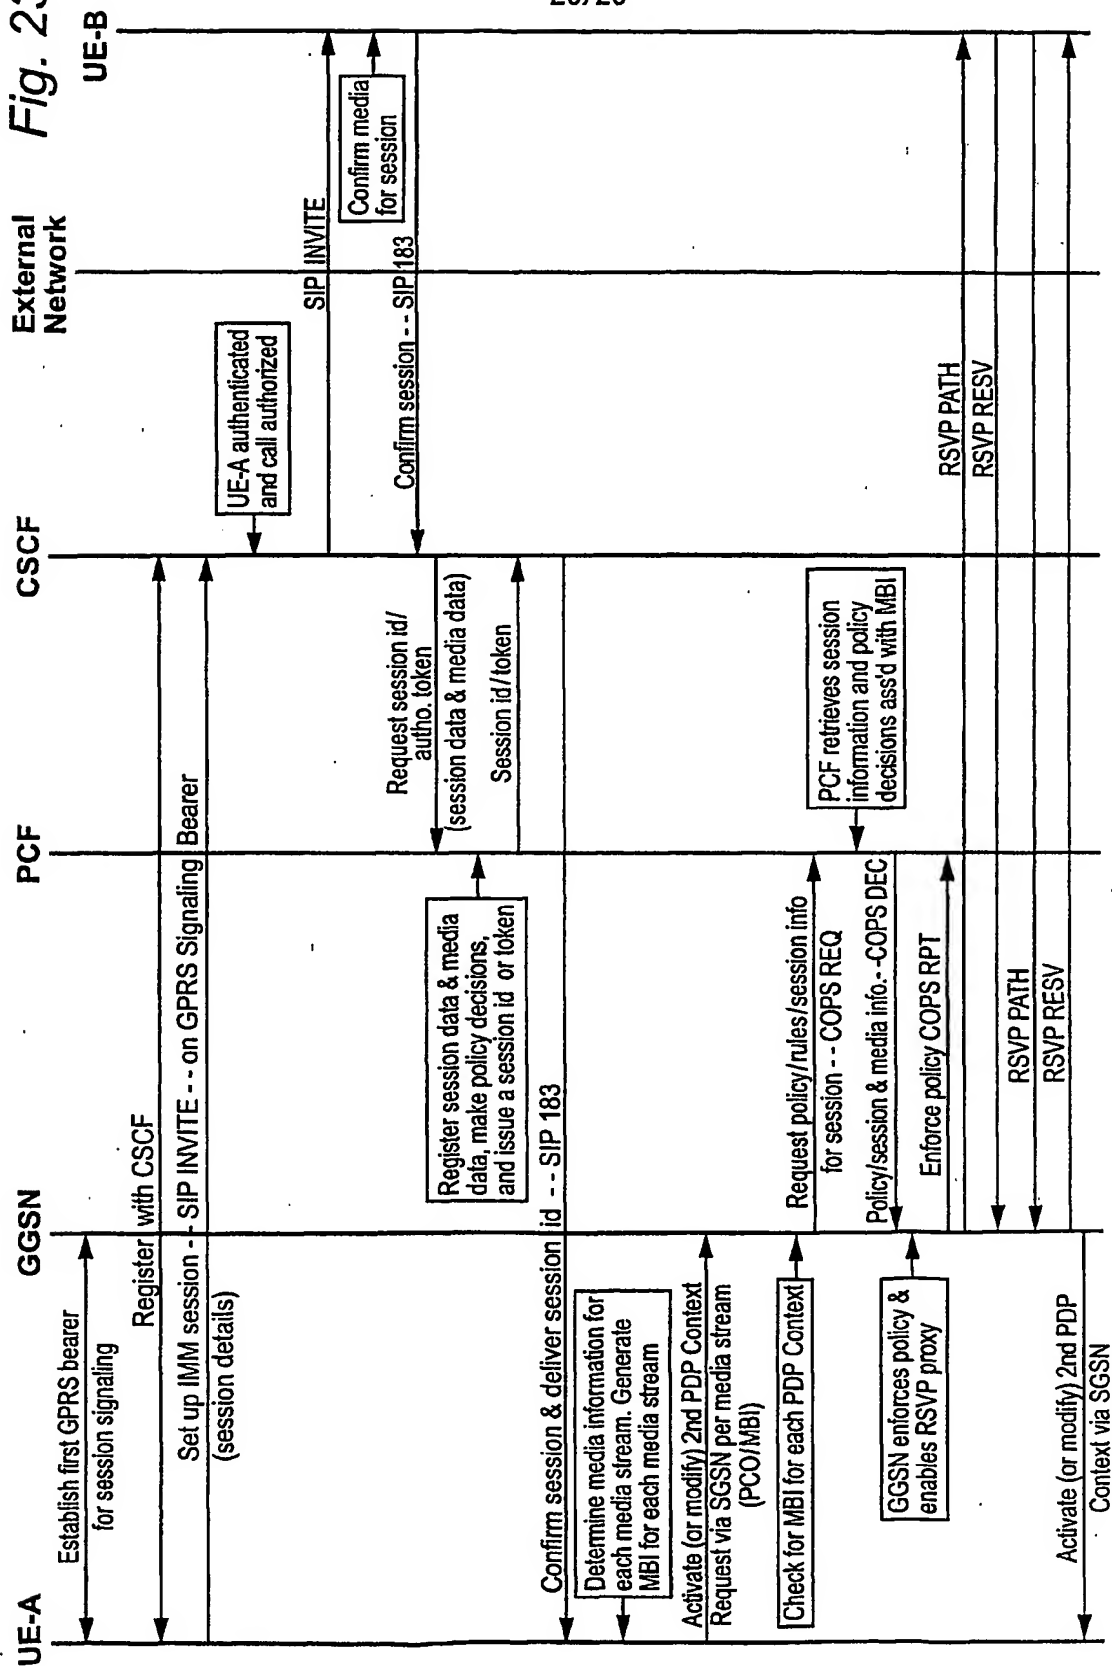 Fig. 23
UE-A
GGSN
PCF
CSCF
External
Network
UE-B
Establish first GPRS bearer
for session signaling
Register with CSCF
Set up IMM session -- SIP INVITE -- on GPRS Signaling Bearer
(session details)
UE-A authenticated
and call authorized
SIP INVITE
Confirm media
for session
Confirm session -- SIP 183
Request session id/
autho. token
(session data & media data)
Register session data & media
data, make policy decisions,
and issue a session id or token
Session id/token
Confirm session & deliver session id -- SIP 183
Determine media information for
each media stream. Generate
MBI for each media stream
Activate (or modify) 2nd PDP Context
Request via SGSN per media stream
(PCO/MBI)
Check for MBI for each PDP Context
Request policy/rules/session info
for session -- COPS REQ
PCF retrieves session
information and policy
decisions ass'd with MBI
Policy/session & media info.--COPS DEC
GGSN enforces policy &
enables RSVP proxy
Enforce policy COPS RPT
RSVP PATH
RSVP RESV
RSVP PATH
RSVP RESV
Activate (or modify) 2nd PDP
Context via SGSN